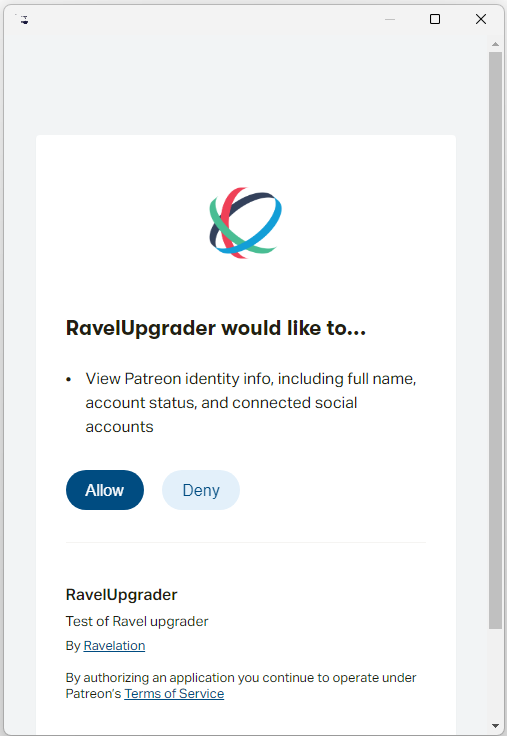 RavelUpgrader would like to...
• View Patreon identity info, including full name,
account status, and connected social
accounts
Allow
Deny
RavelUpgrader
Test of Ravel upgrader
By Ravelation
By authorizing an application you continue to operate under
Patreon's Terms of Service